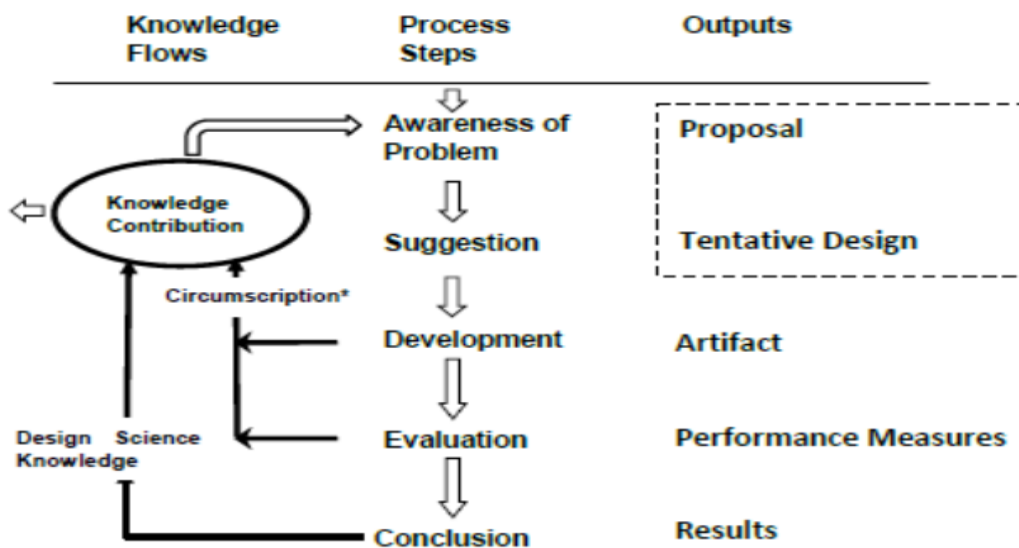 Knowledge Flows
Process Steps
Outputs
Awareness of Problem
Proposal
Knowledge Contribution
Suggestion
Tentative Design
Circumscription*
Development
Artifact
Design Science Knowledge
Evaluation
Performance Measures
Conclusion
Results